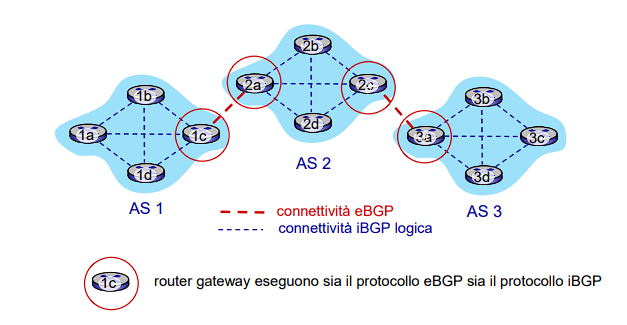 2b
2a
2c
2d
1b
1a
1c
1d
3b
3a
3c
3d
AS 2
AS 1
AS 3
connettività eBGP
connettività iBGP logica
1c
router gateway eseguono sia il protocollo eBGP sia il protocollo iBGP